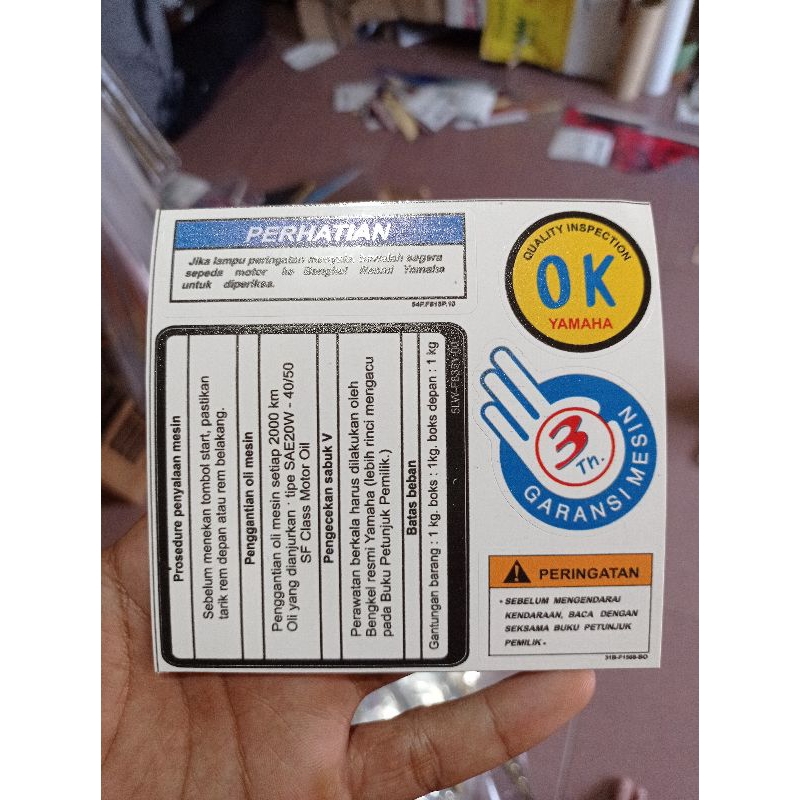 PERHATIAN
Jika lampu peringatan menyala, bawalah segera
sepeda motor ke Bengkel Resmi Yamaha
untuk diperiksa.
54P-F815P-10
QUALITY INSPECTION
OK
YAMAHA
3
Th.
GARANSI MESIN
Prosedure penyalaan mesin
Sebelum menekan tombol start, pastikan
tarik rem depan atau rem belakang.
Penggantian oli mesin
Penggantian oli mesin setiap 2000 km
Oli yang dianjurkan : tipe SAE20W - 40/50
SF Class Motor Oil
Pengecekan sabuk V
Perawatan berkala harus dilakukan oleh
Bengkel resmi Yamaha (lebih rinci mengacu
pada Buku Petunjuk Pemilik.)
Batas beban
Gantungan barang : 1 kg. boks : 1kg. boks depan : 1 kg
PERINGATAN
• SEBELUM MENGENDARAI
KENDARAAN, BACA DENGAN
SEKSAMA BUKU PETUNJUK
PEMILIK •